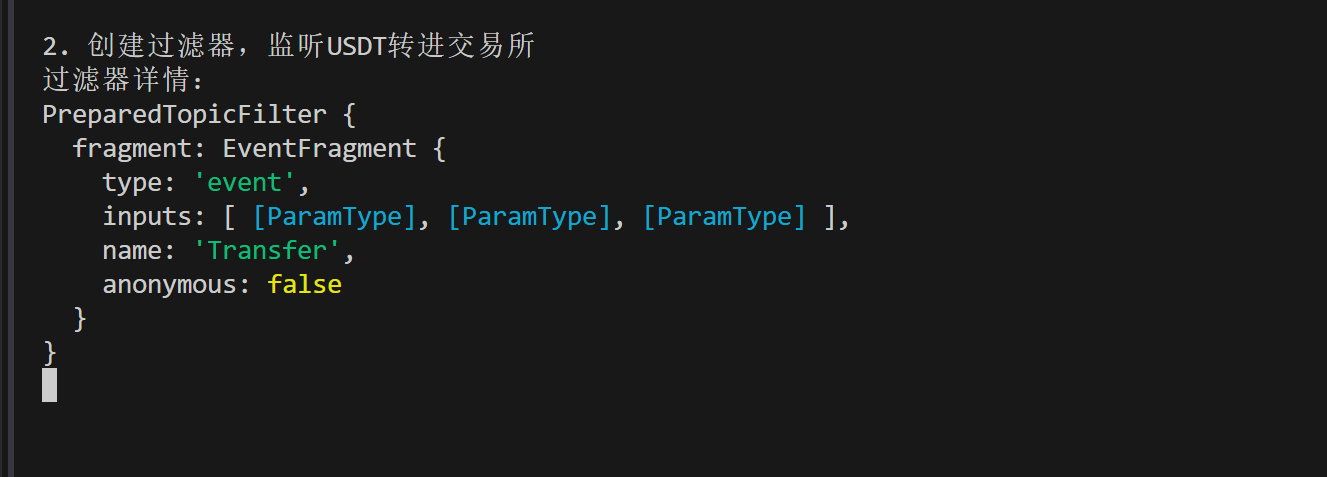 2. 创建过滤器，监听USDT转进交易所
过滤器详情：
PreparedTopicFilter {
  fragment: EventFragment {
    type: 'event',
    inputs: [ [ParamType], [ParamType], [ParamType] ],
    name: 'Transfer',
    anonymous: false
  }
}